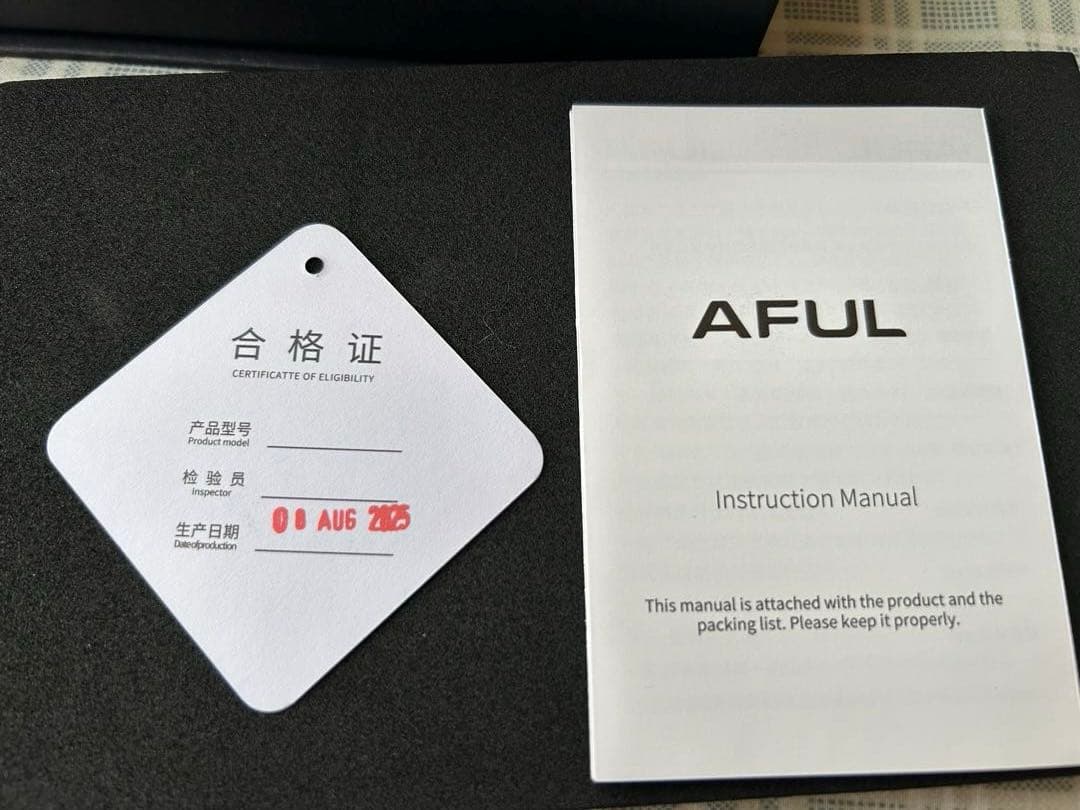 合格证
CERTIFICATTE OF ELIGIBILITY
产品型号
Product model
检验员
Inspector
生产日期
Dateofproduction
08 AUG 2025
AFUL
Instruction Manual
This manual is attached with the product and the
packing list. Please keep it properly.